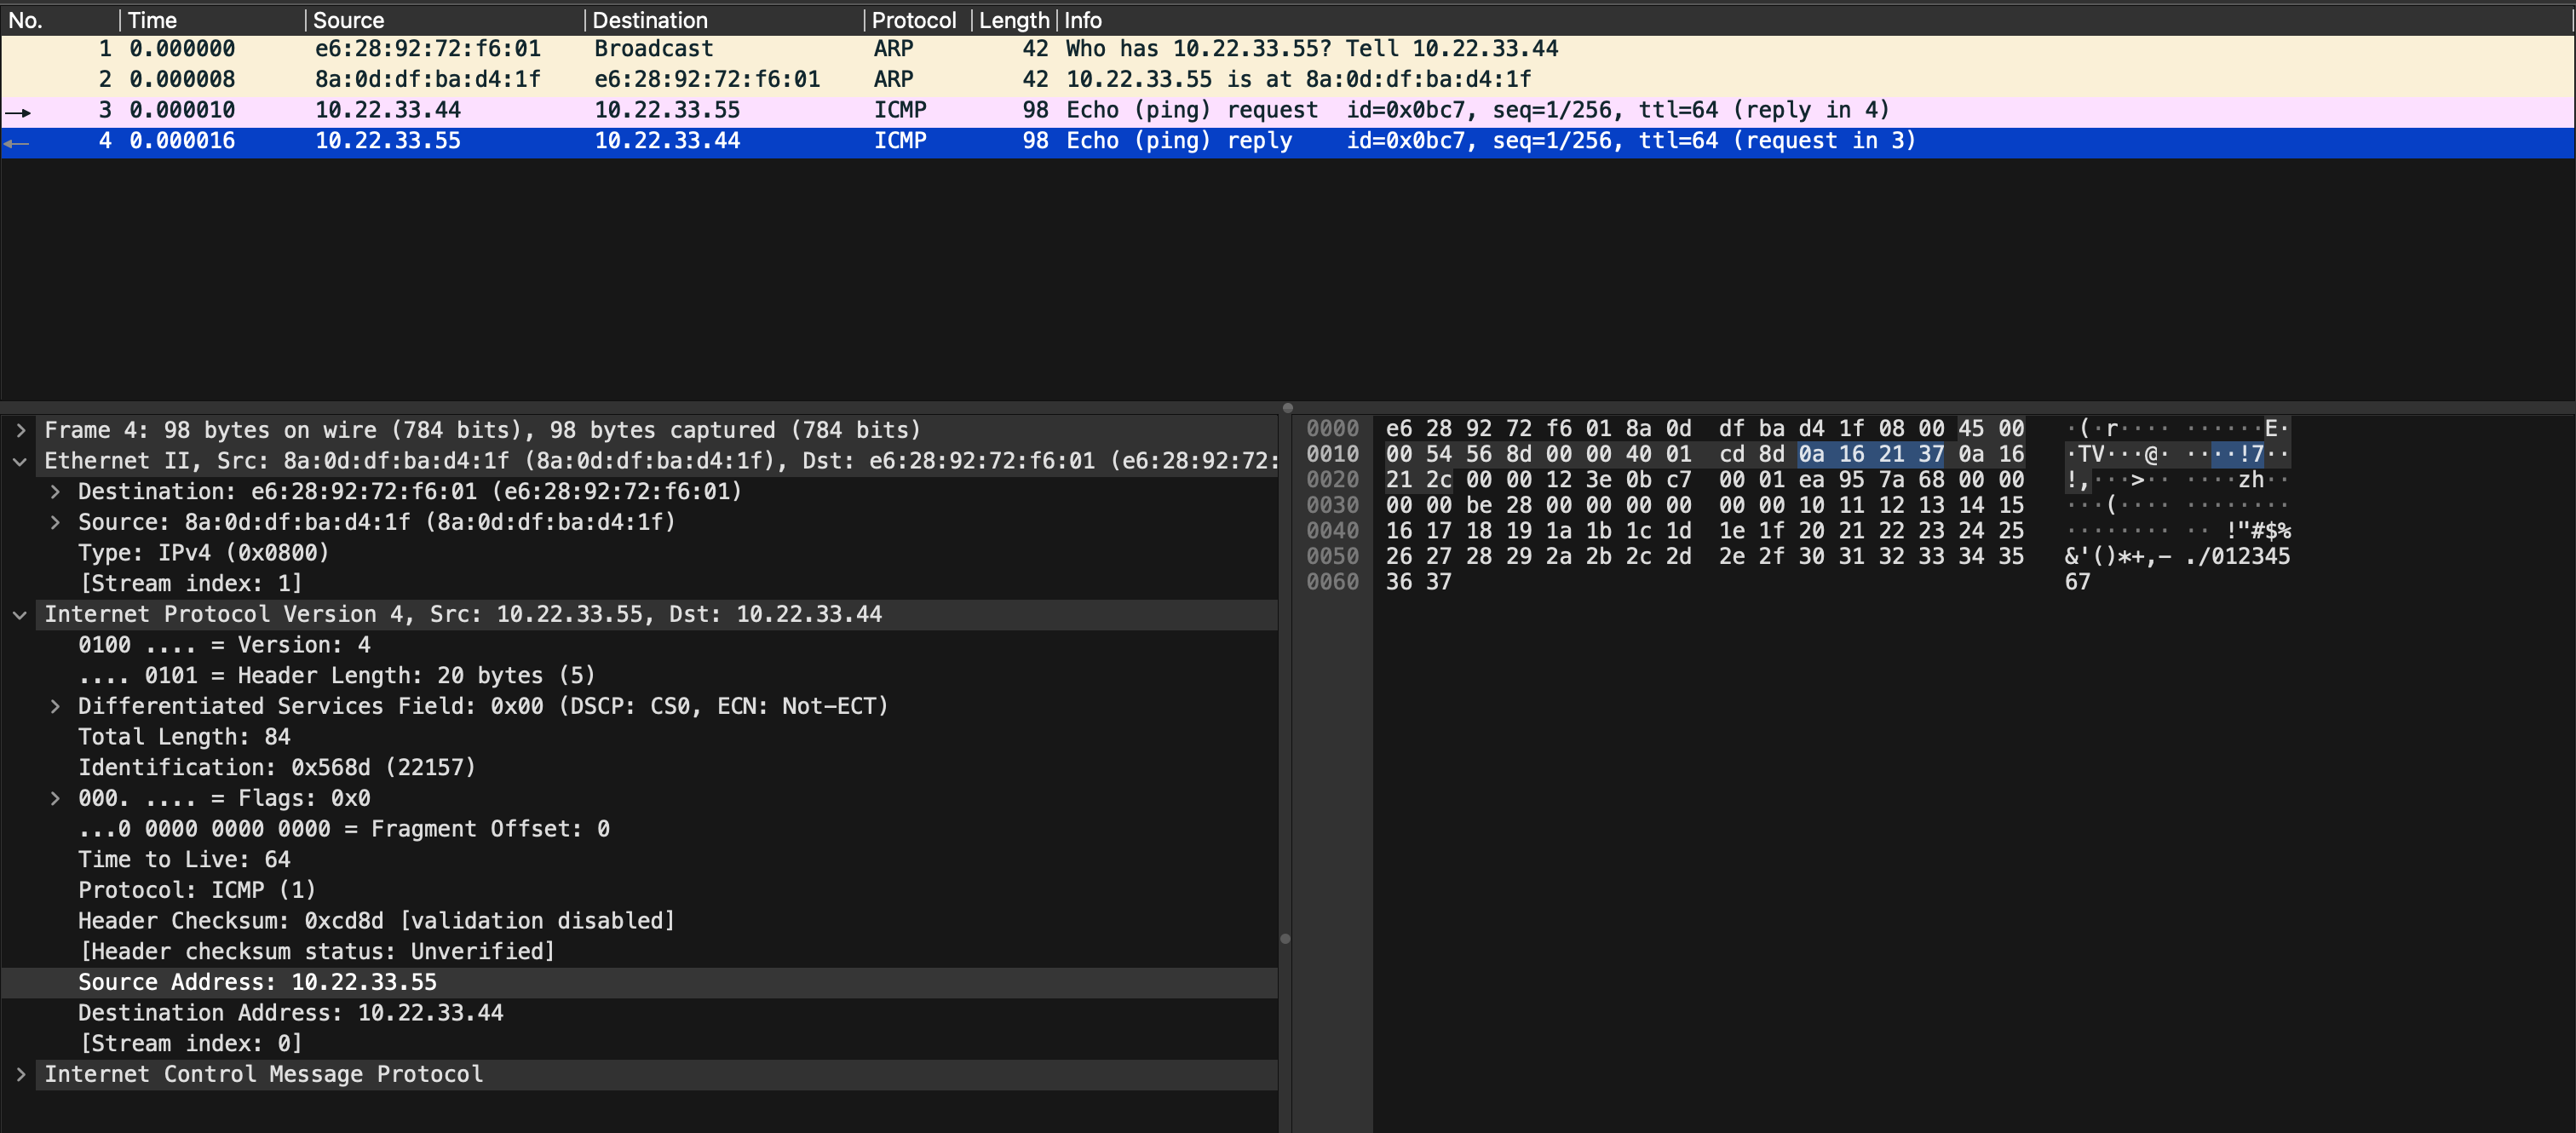 No. Time Source Destination Protocol Length Info
1 0.000000 e6:28:92:72:f6:01 Broadcast ARP 42 Who has 10.22.33.55? Tell 10.22.33.44
2 0.000008 8a:0d:df:ba:d4:1f e6:28:92:72:f6:01 ARP 42 10.22.33.55 is at 8a:0d:df:ba:d4:1f
3 0.000010 10.22.33.44 10.22.33.55 ICMP 98 Echo (ping) request id=0x0bc7, seq=1/256, ttl=64 (reply in 4)
4 0.000016 10.22.33.55 10.22.33.44 ICMP 98 Echo (ping) reply id=0x0bc7, seq=1/256, ttl=64 (request in 3)
Frame 4: 98 bytes on wire (784 bits), 98 bytes captured (784 bits)
Ethernet II, Src: 8a:0d:df:ba:d4:1f (8a:0d:df:ba:d4:1f), Dst: e6:28:92:72:f6:01 (e6:28:92:72:
Destination: e6:28:92:72:f6:01 (e6:28:92:72:f6:01)
Source: 8a:0d:df:ba:d4:1f (8a:0d:df:ba:d4:1f)
Type: IPv4 (0x0800)
[Stream index: 1]
Internet Protocol Version 4, Src: 10.22.33.55, Dst: 10.22.33.44
0100 .... = Version: 4
.... 0101 = Header Length: 20 bytes (5)
Differentiated Services Field: 0x00 (DSCP: CS0, ECN: Not-ECT)
Total Length: 84
Identification: 0x568d (22157)
000. .... = Flags: 0x0
...0 0000 0000 0000 = Fragment Offset: 0
Time to Live: 64
Protocol: ICMP (1)
Header Checksum: 0xcd8d [validation disabled]
[Header checksum status: Unverified]
Source Address: 10.22.33.55
Destination Address: 10.22.33.44
[Stream index: 0]
Internet Control Message Protocol
0000 e6 28 92 72 f6 01 8a 0d df ba d4 1f 08 00 45 00 ·(·r···· ······E·
0010 00 54 56 8d 00 00 40 01 cd 8d 0a 16 21 37 0a 16 ·TV···@· ····!7··
0020 21 2c 00 00 12 3e 0b c7 00 01 ea 95 7a 68 00 00 !,···>·· ····zh··
0030 00 00 be 28 00 00 00 00 00 00 10 11 12 13 14 15 ···(···· ········
0040 16 17 18 19 1a 1b 1c 1d 1e 1f 20 21 22 23 24 25 ········ ·· !"#$%
0050 26 27 28 29 2a 2b 2c 2d 2e 2f 30 31 32 33 34 35 &'()*+,- ./012345
0060 36 37 67